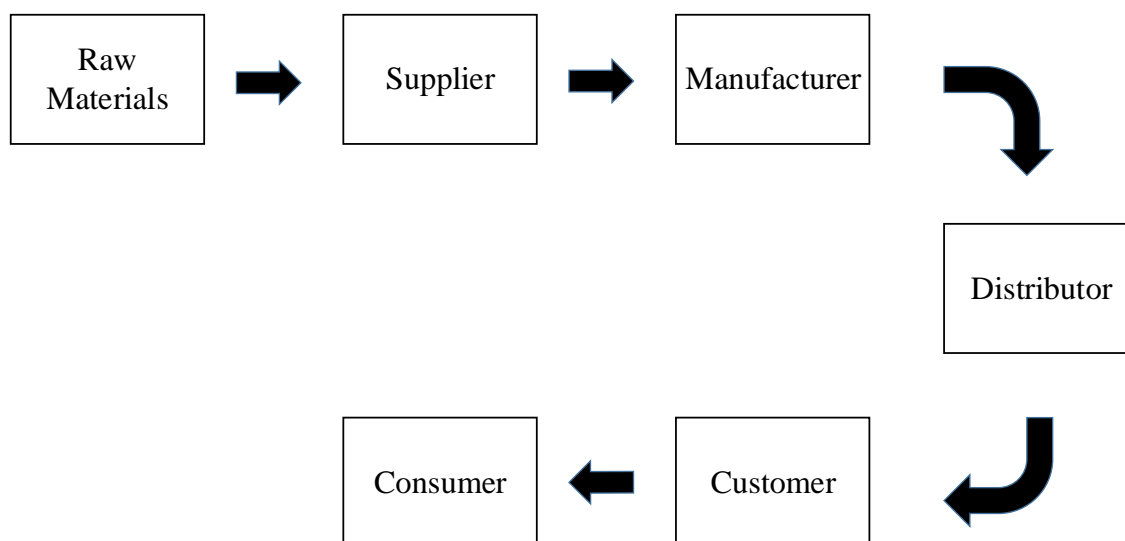 Raw
Materials
Supplier
Manufacturer
Distributor
Customer
Consumer